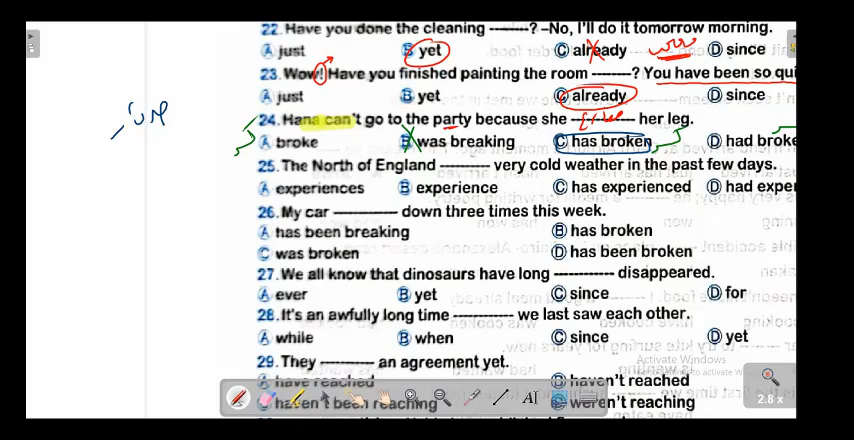 22. Have you done the cleaning --------? –No, I'll do it tomorrow morning.
A just B yet C already D since
23. Wow! Have you finished painting the room --------? You have been so qui
A just B yet C already D since
24. Hana can't go to the party because she -------- her leg.
A broke B was breaking C has broken D had broke
25. The North of England ---------- very cold weather in the past few days.
A experiences B experience C has experienced D had exper
26. My car ------------- down three times this week.
A has been breaking B has broken
C was broken D has been broken
27. We all know that dinosaurs have long ------------ disappeared.
A ever B yet C since D for
28. It's an awfully long time ------------ we last saw each other.
A while B when C since D yet
Activate Windows
29. They ----------- an agreement yet.
A have reached B haven't reached
haven't been reaching weren't reaching
AI
2.8 x